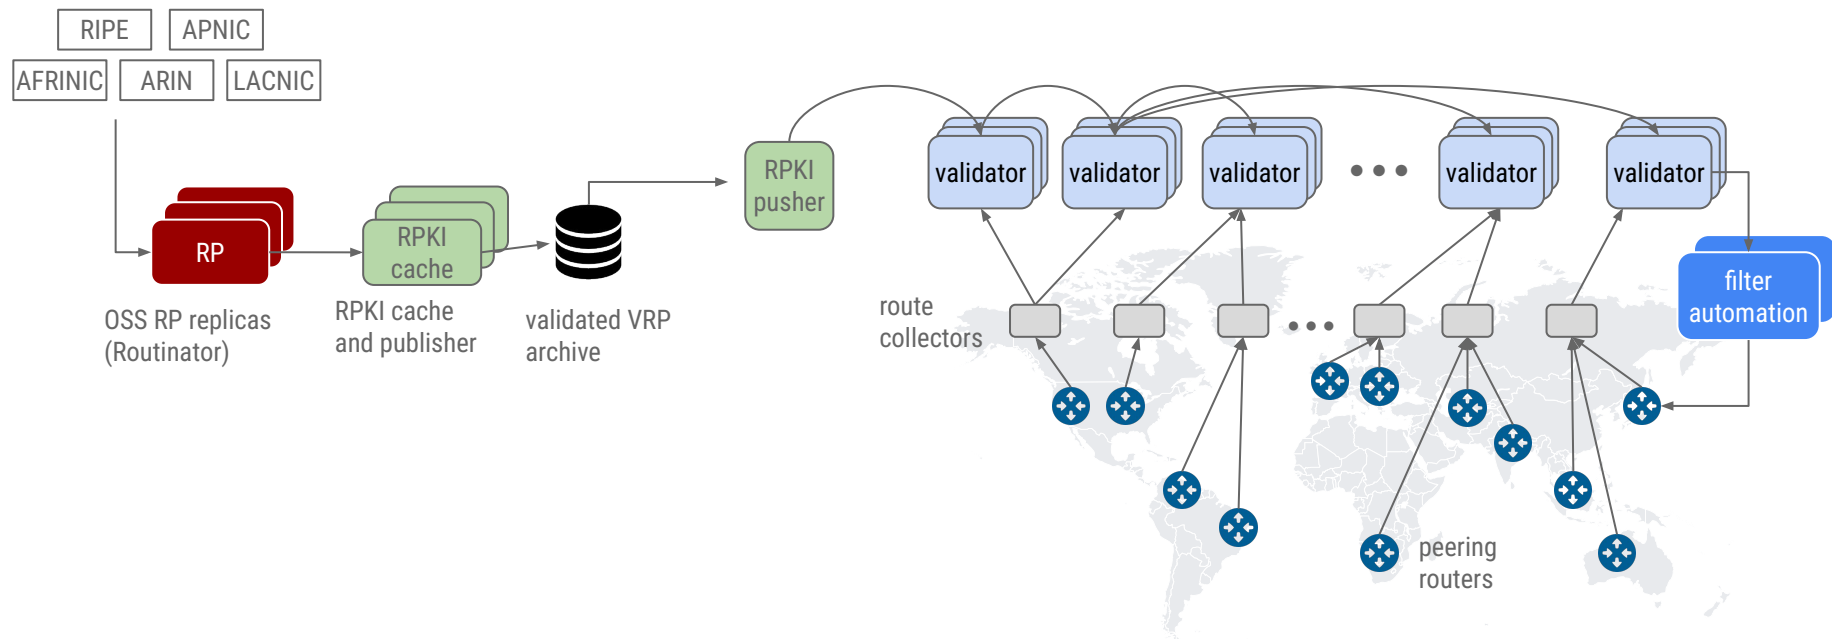 RIPE
APNIC
AFRINIC
ARIN
LACNIC
RP
OSS RP replicas
(Routinator)
RPKI
cache
RPKI cache
and publisher
validated VRP
archive
RPKI
pusher
validator
validator
validator
validator
validator
filter
automation
route
collectors
peering
routers